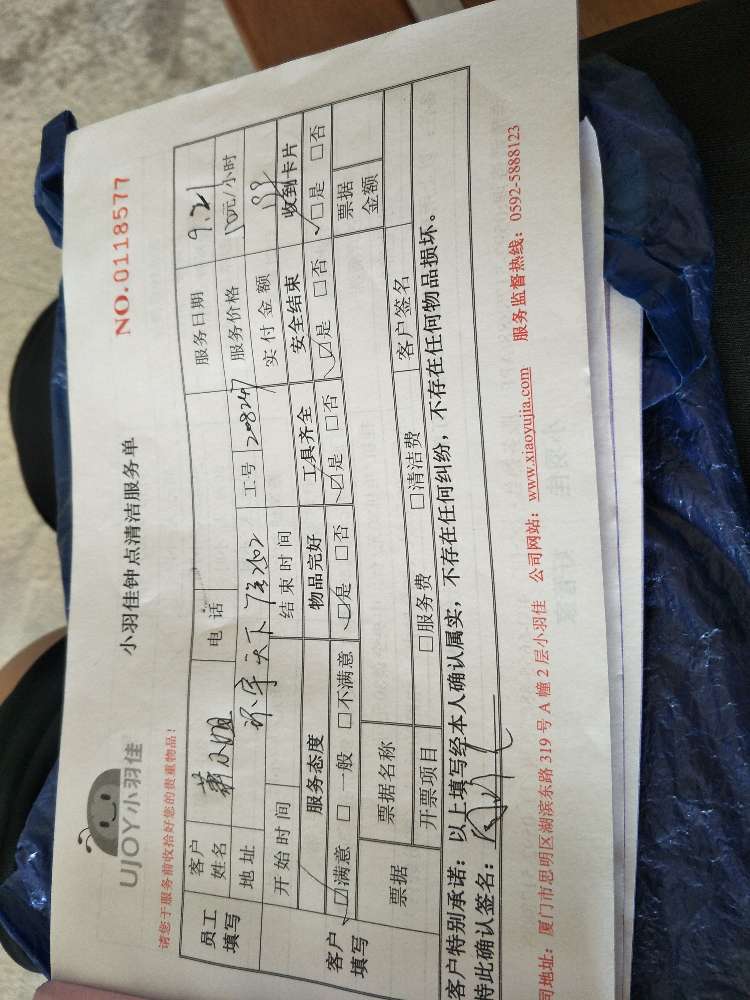 UJOY小羽佳
小羽佳钟点清洁服务单
NO.0118577
请您于服务前收拾好您的贵重物品!
员工填写
客户姓名 小姐 电话 服务日期 9.21
地址 天下 工号 208247 服务价格 元/小时
开始时间 结束时间 实付金额
客户填写
服务态度 物品完好 工具齐全 安全结束 收到卡片
☑满意 □一般 □不满意 ☑是 □否 ☑是 □否 ☑是 □否 ☑是 □否
票据 票据名称 票据金额
开票项目 □服务费 □清洁费 客户签名
客户特别承诺:以上填写经本人确认属实,不存在任何纠纷,不存在任何物品损坏。
特此确认签名:
司地址:厦门市思明区湖滨东路319号A幢2层小羽佳 公司网站:www.xiaoyujia.com 服务监督热线:0592-5888123